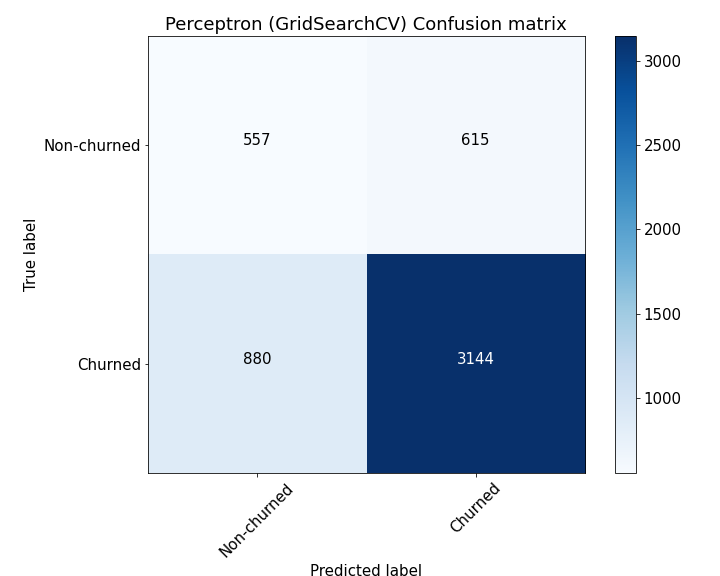 Perceptron (GridSearchCV) Confusion matrix
True label
Non-churned
557
615
Churned
880
3144
Non-churned
Churned
Predicted label
3000
2500
2000
1500
1000